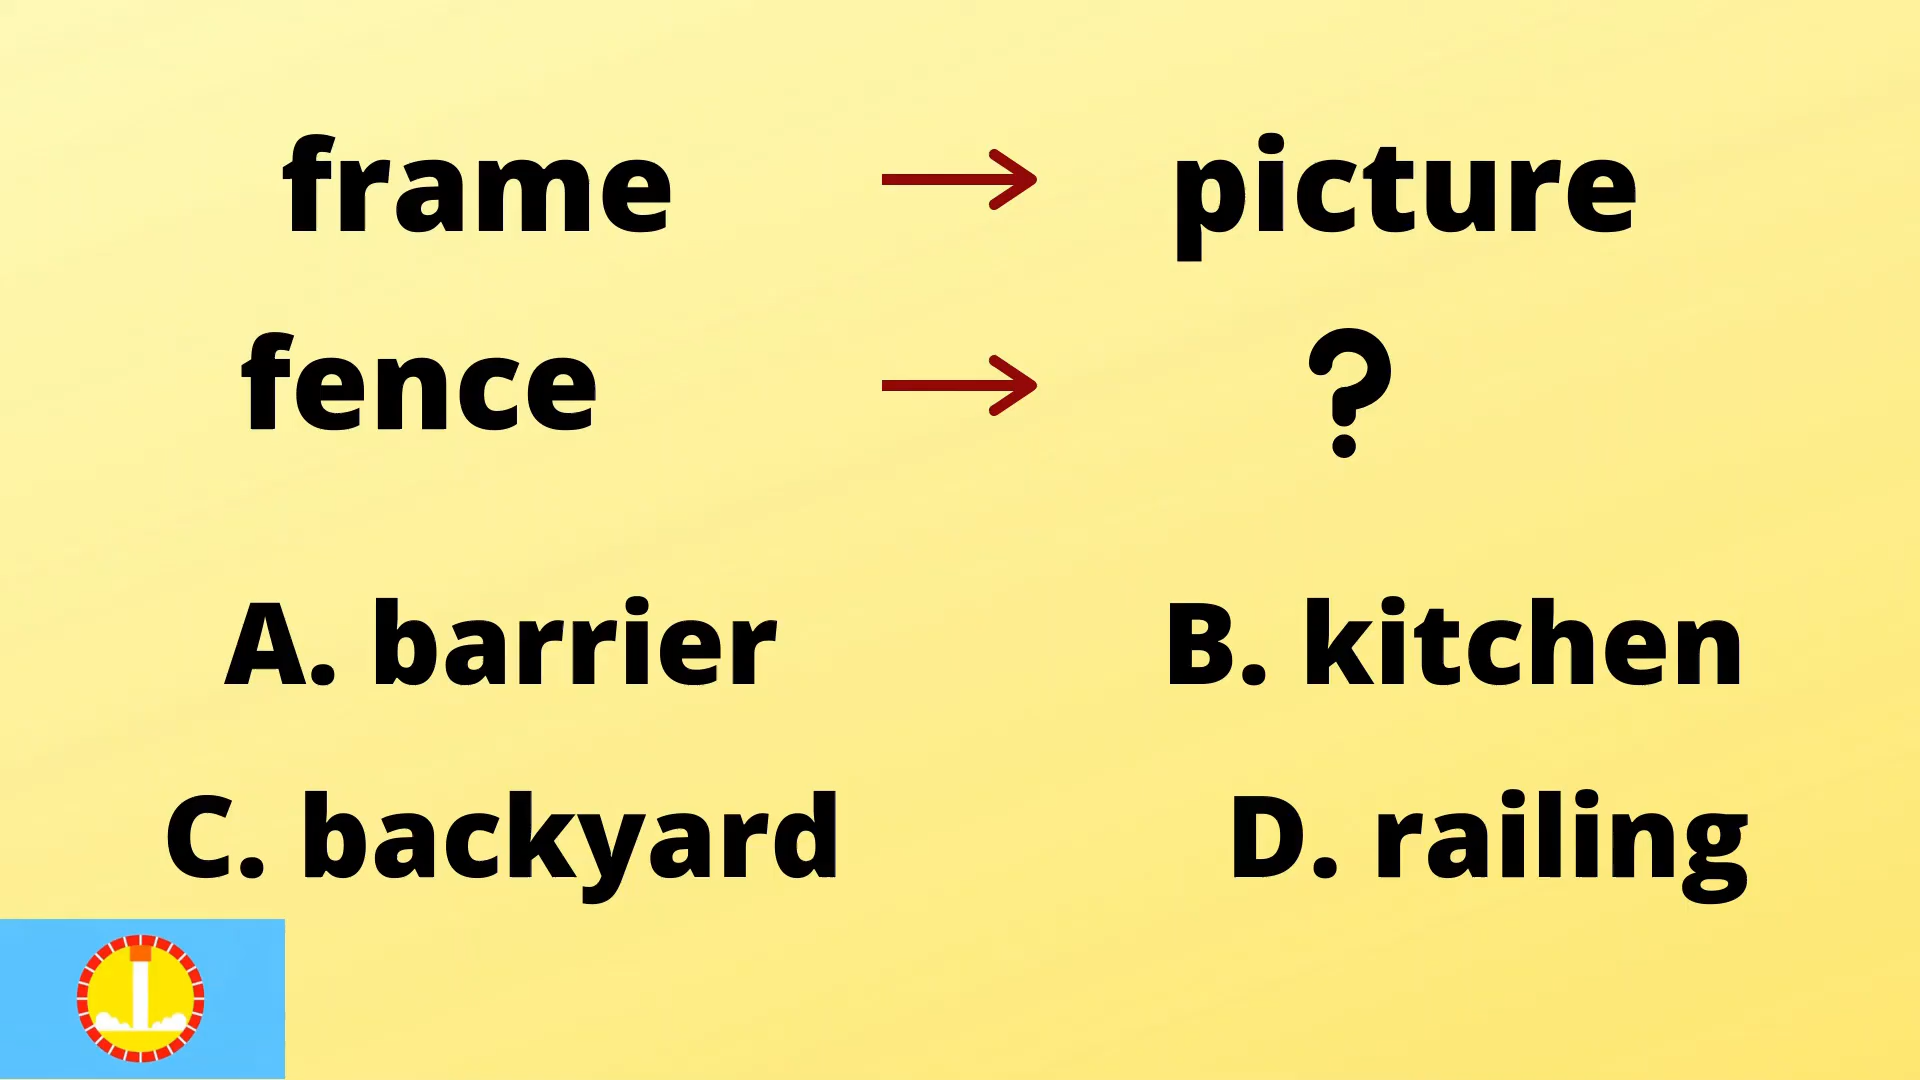 frame → picture
fence → ?
A. barrier B. kitchen
C. backyard D. railing